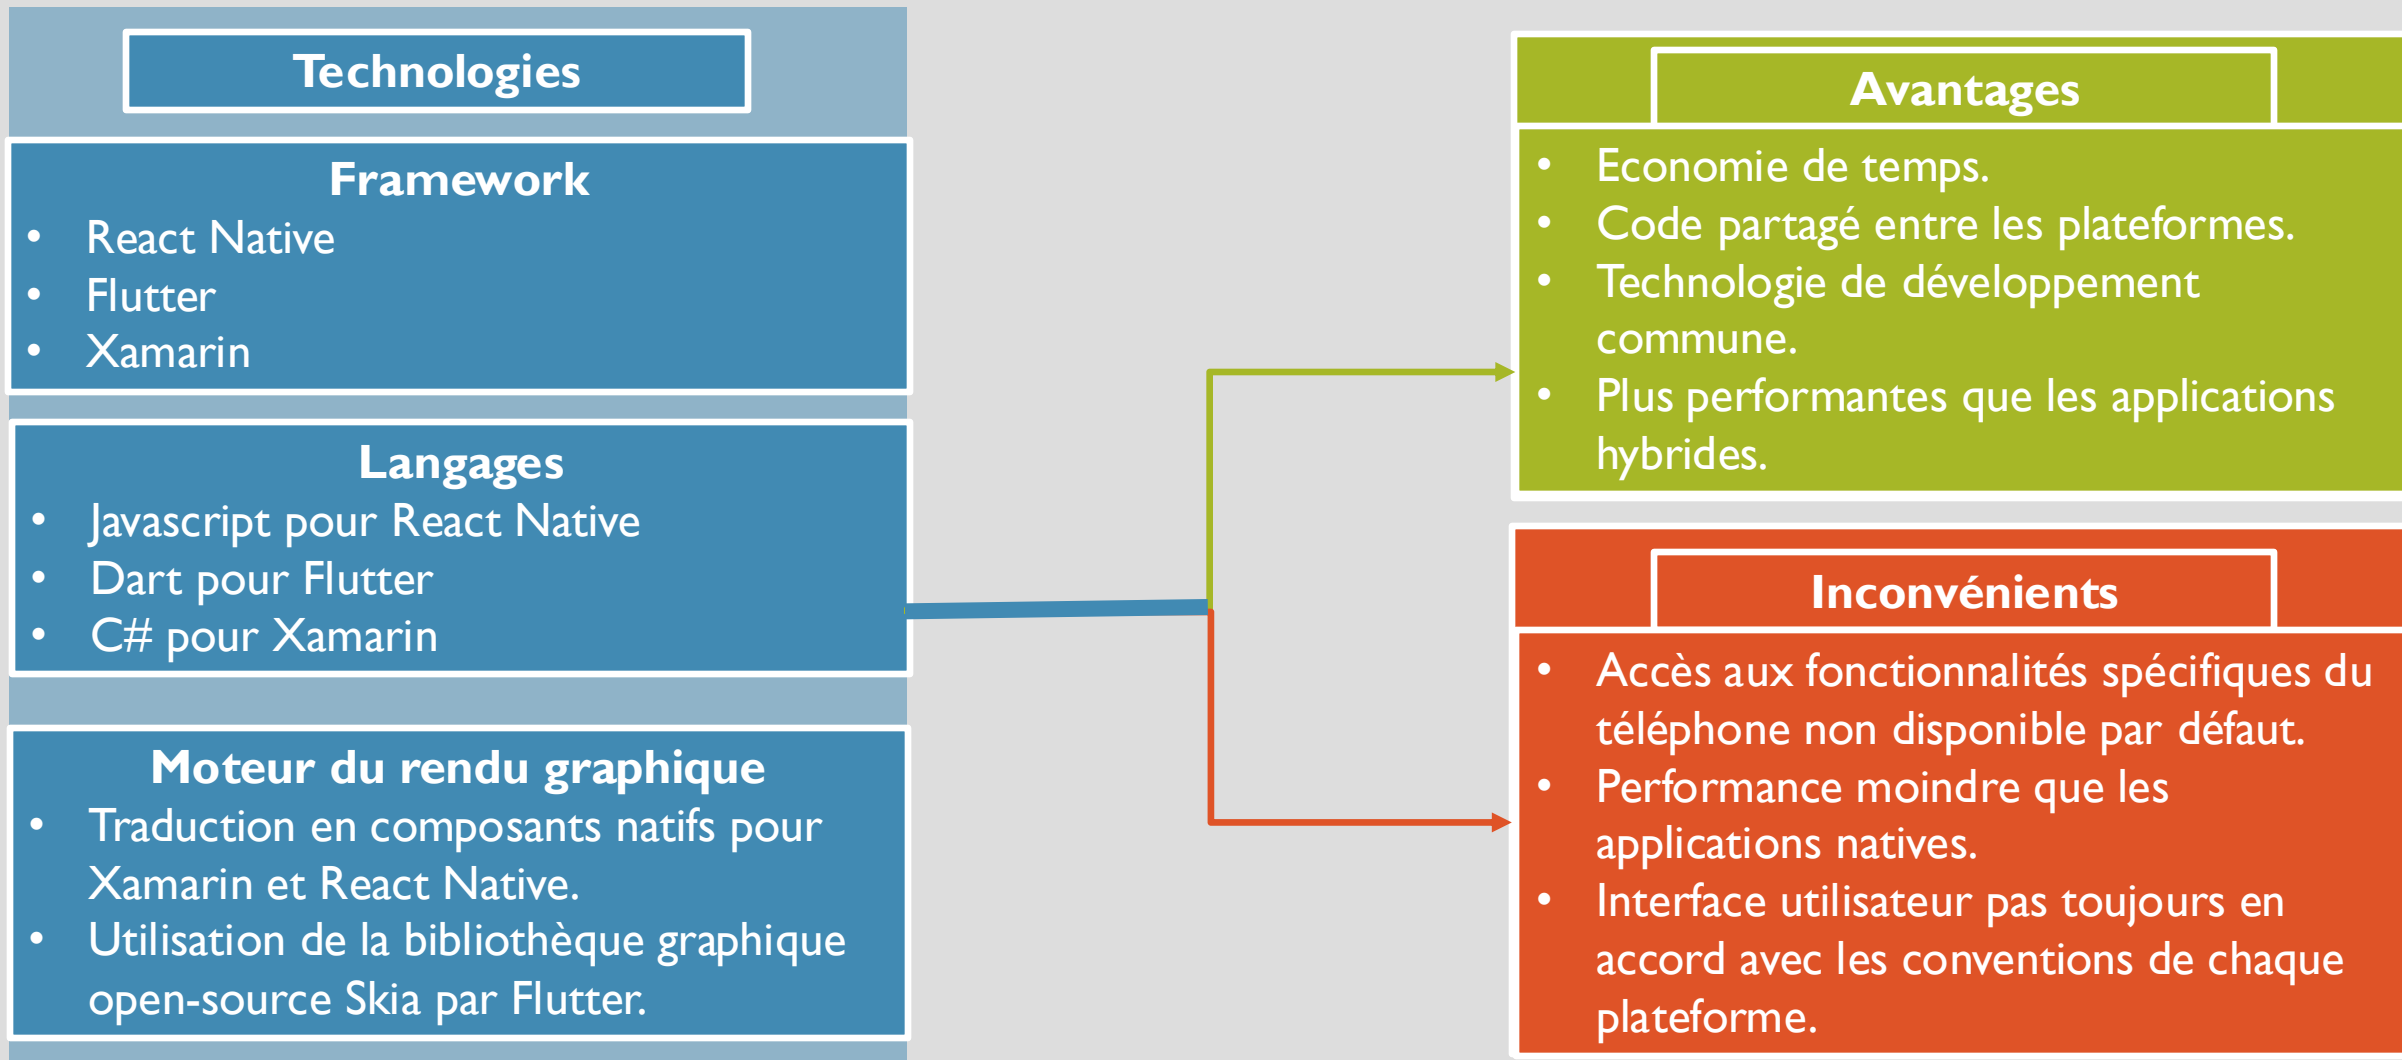 Technologies
Framework
• React Native
• Flutter
• Xamarin
Langages
• Javascript pour React Native
• Dart pour Flutter
• C# pour Xamarin
Moteur du rendu graphique
• Traduction en composants natifs pour
Xamarin et React Native.
• Utilisation de la bibliothèque graphique
open-source Skia par Flutter.
Avantages
• Economie de temps.
• Code partagé entre les plateformes.
• Technologie de développement
commune.
• Plus performantes que les applications
hybrides.
Inconvénients
• Accès aux fonctionnalités spécifiques du
téléphone non disponible par défaut.
• Performance moindre que les
applications natives.
• Interface utilisateur pas toujours en
accord avec les conventions de chaque
plateforme.